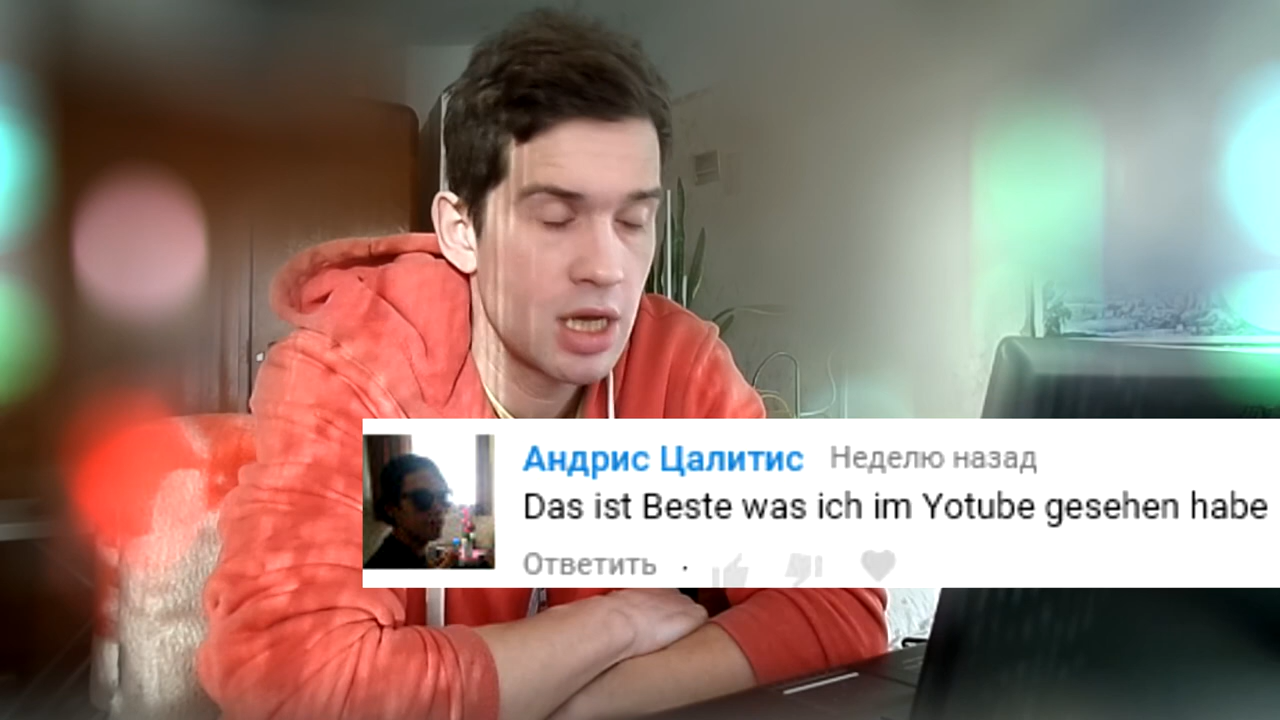 Андрис Цалитис Неделю назад
Das ist Beste was ich im Yotube gesehen habe
Ответить ·